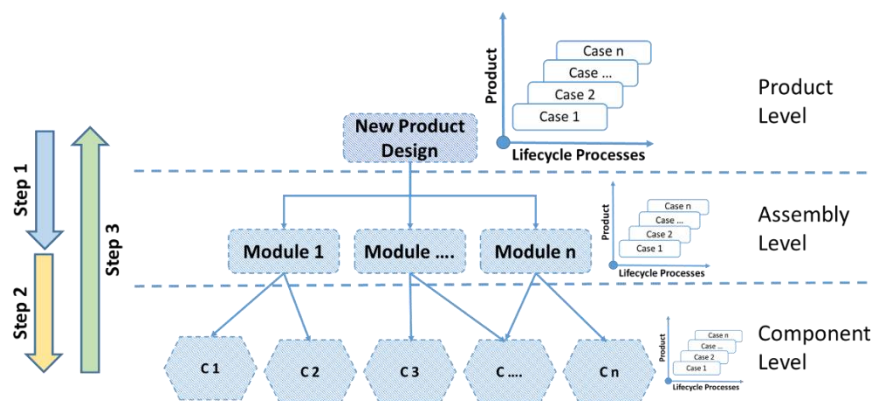 Case n
Case ...
Case 2
Case 1
Product
Lifecycle Processes
Product
Level
New Product
Design
Step 1
Step 3
Step 2
Case n
Case ...
Case 2
Case 1
Product
Lifecycle Processes
Assembly
Level
Module 1
Module ....
Module n
Case n
Case ...
Case 2
Case 1
Product
Lifecycle Processes
Component
Level
C 1
C 2
C 3
C ....
C n